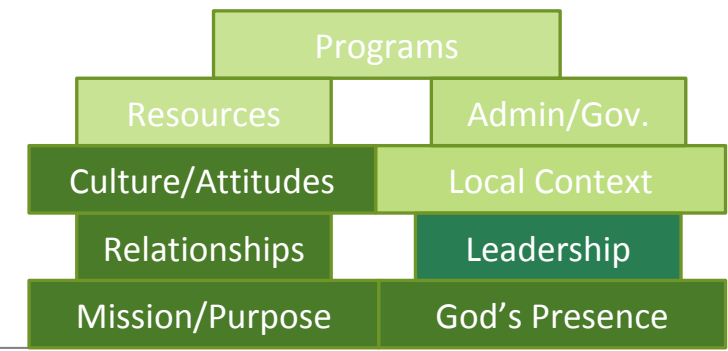 Programs
Resources Admin/Gov.
Culture/Attitudes Local Context
Relationships Leadership
Mission/Purpose God’s Presence